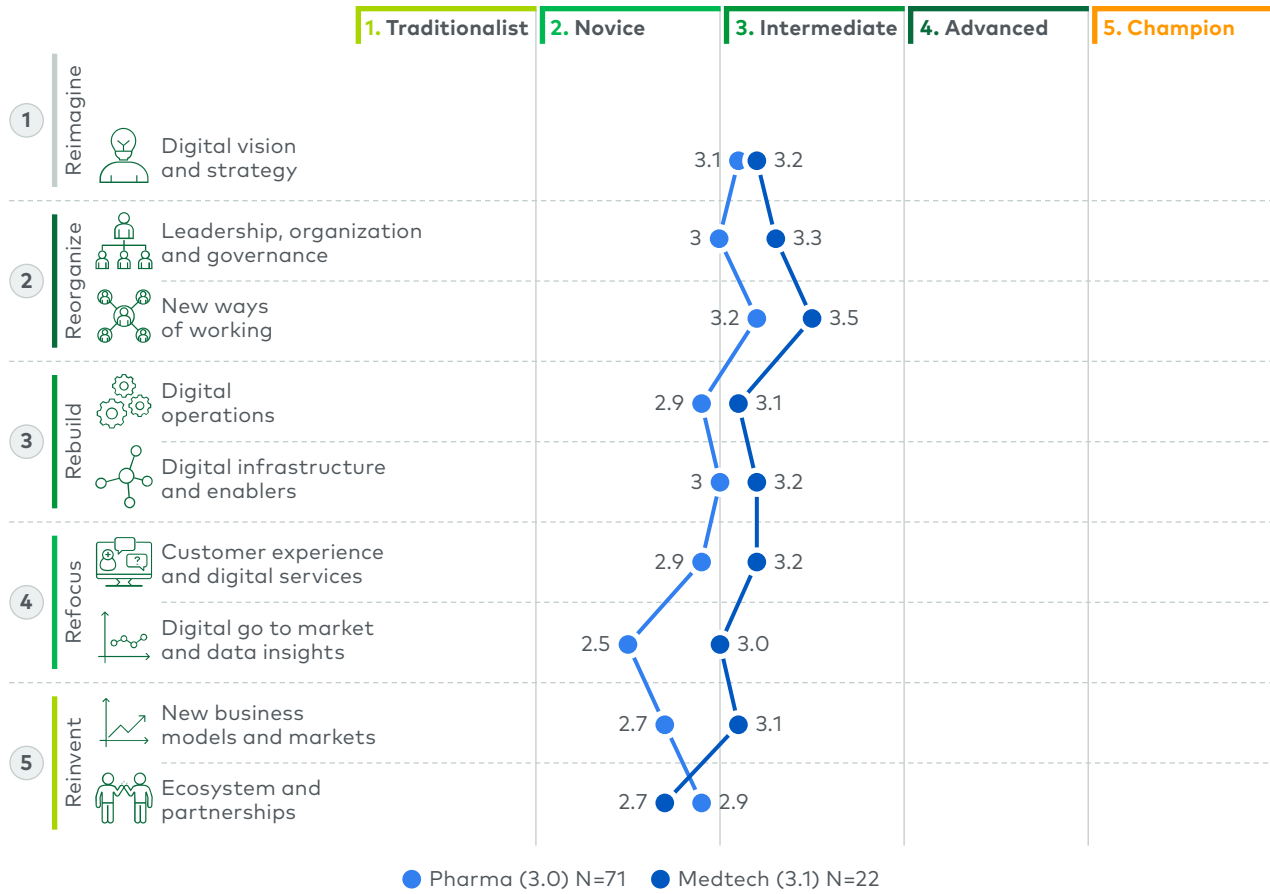 1. Traditionalist
2. Novice
3. Intermediate
4. Advanced
5. Champion
1
Reimagine
Digital vision
and strategy
3.1
3.2
2
Reorganize
Leadership, organization
and governance
3
3.3
New ways
of working
3.2
3.5
3
Rebuild
Digital
operations
2.9
3.1
Digital infrastructure
and enablers
3
3.2
4
Refocus
Customer experience
and digital services
?
2.9
3.2
Digital go to market
and data insights
2.5
3.0
5
Reinvent
New business
models and markets
2.7
3.1
Ecosystem and
partnerships
2.7
2.9
Pharma (3.0) N=71
Medtech (3.1) N=22